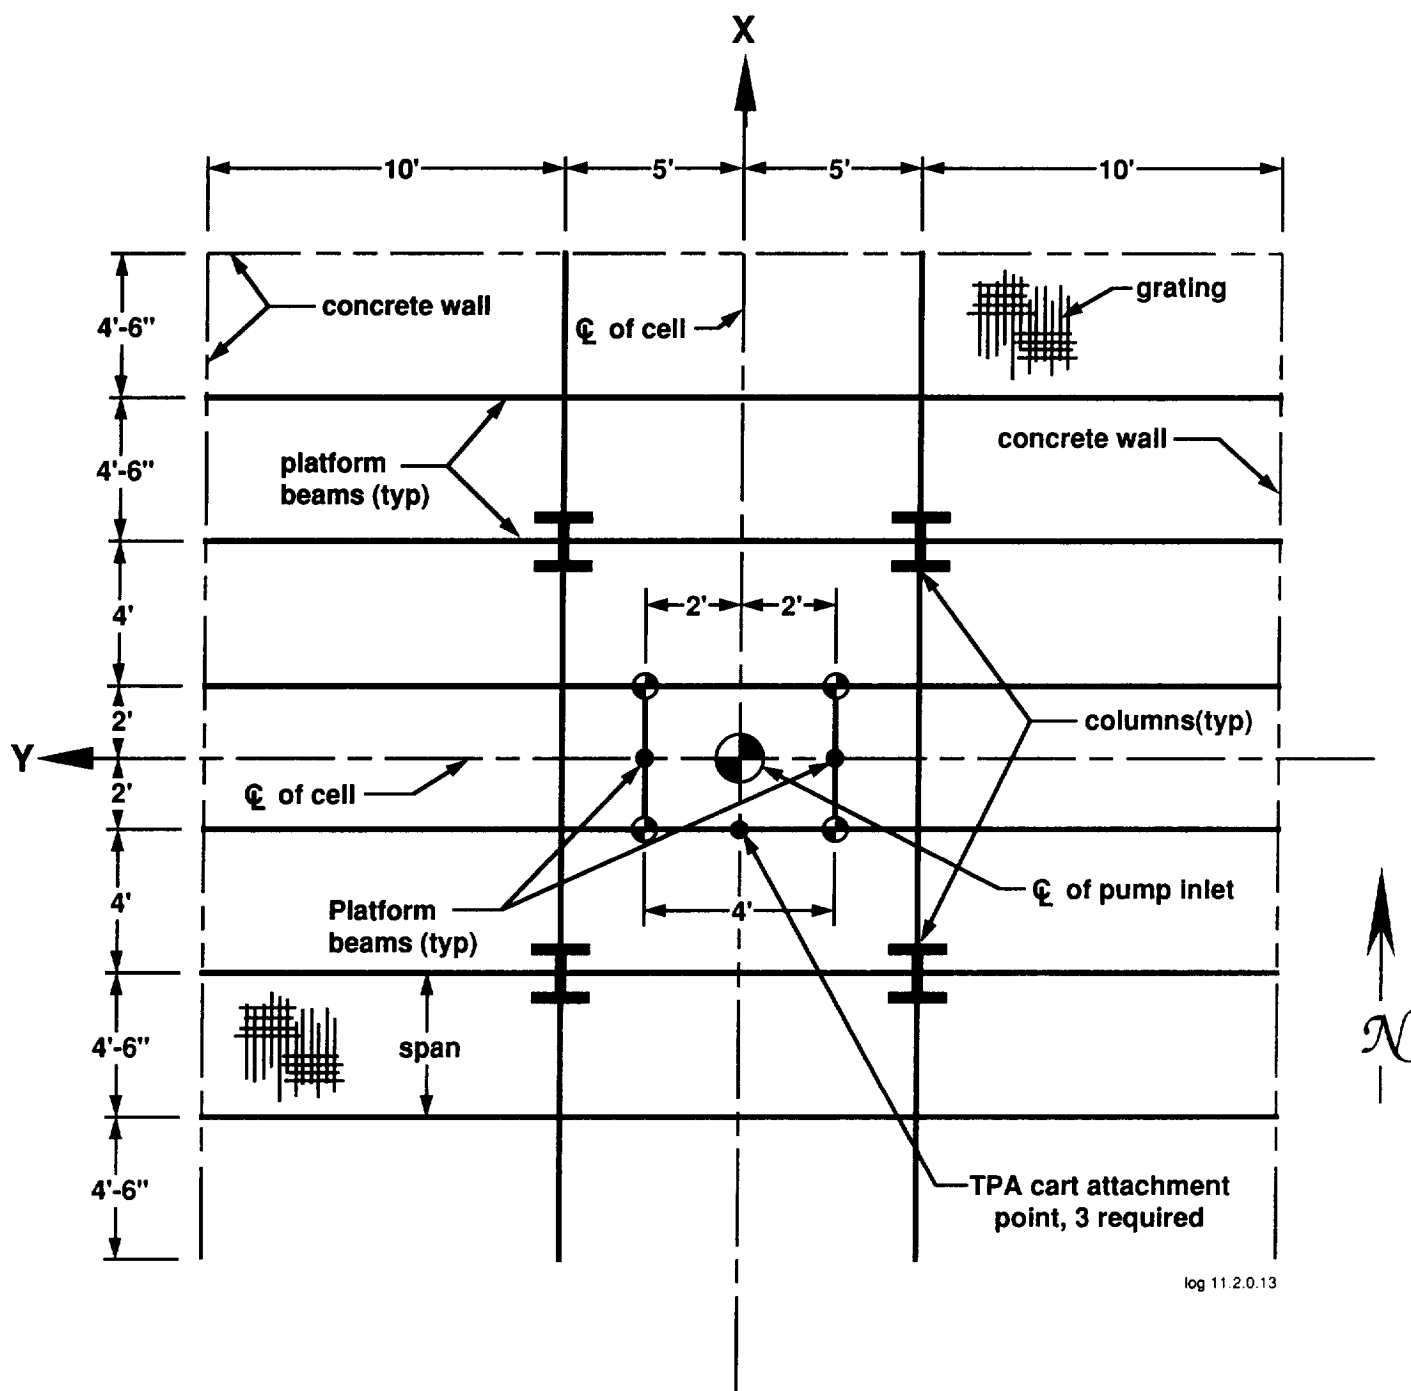 X
10'
5'
5'
10'
4'-6"
concrete wall
℄ of cell
grating
4'-6"
platform
beams (typ)
concrete wall
4'
2'
2'
2'
columns(typ)
Y
2'
℄ of cell
4'
Platform
beams (typ)
4'
℄ of pump inlet
4'-6"
span
N
4'-6"
TPA cart attachment
point, 3 required
log 11.2.0.13